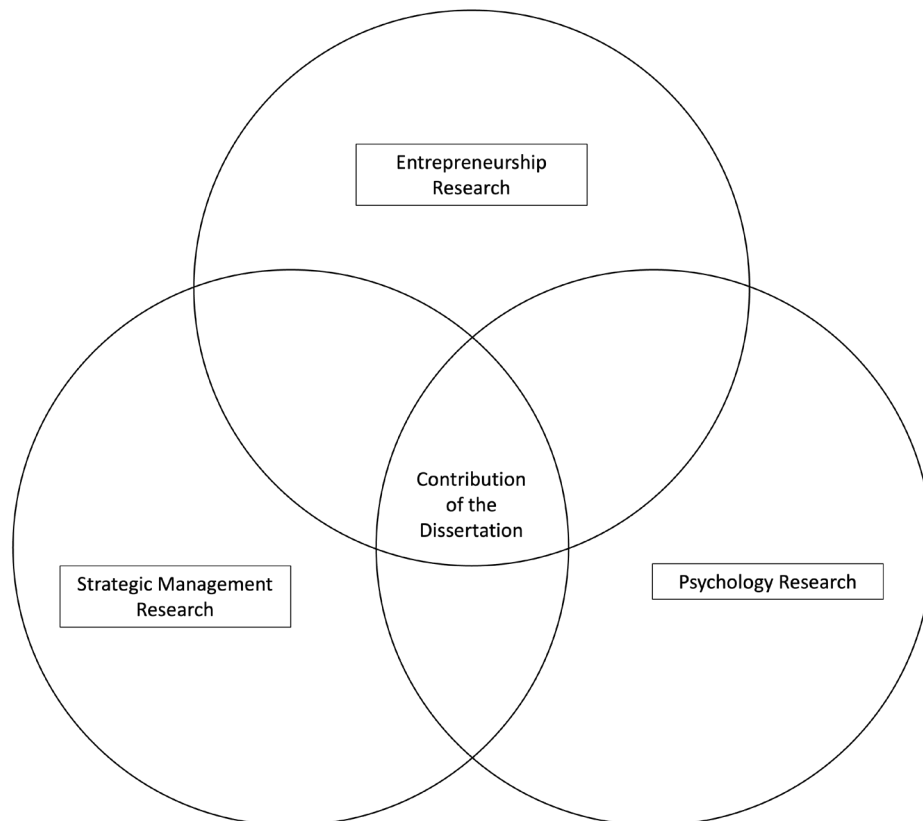 Entrepreneurship
Research
Contribution
of the
Dissertation
Strategic Management
Research
Psychology Research